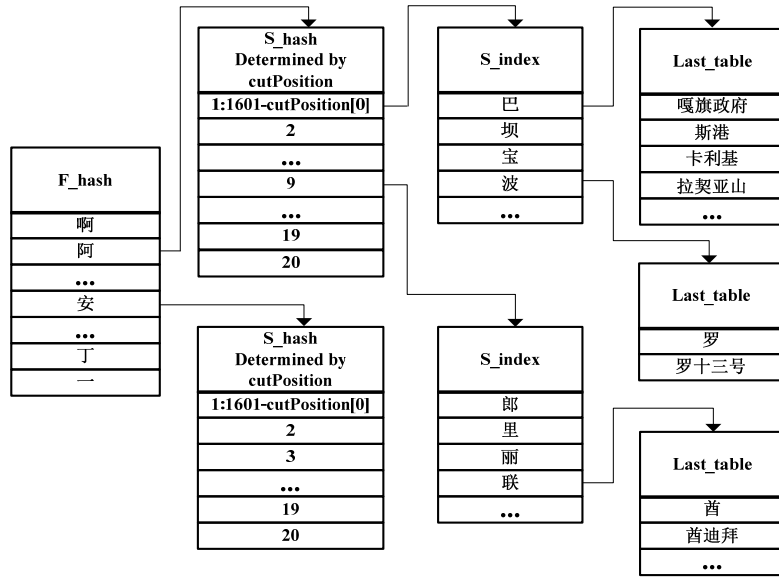 F_hash
啊
阿
...
安
...
丁
一
S_hash
Determined by
cutPosition
1:1601-cutPosition[0]
2
...
9
...
19
20
S_hash
Determined by
cutPosition
1:1601-cutPosition[0]
2
3
...
19
20
S_index
巴
坝
宝
波
...
S_index
郎
里
丽
联
...
Last_table
嘎旗政府
斯港
卡利基
拉契亚山
...
Last_table
罗
罗十三号
Last_table
酋
酋迪拜
...